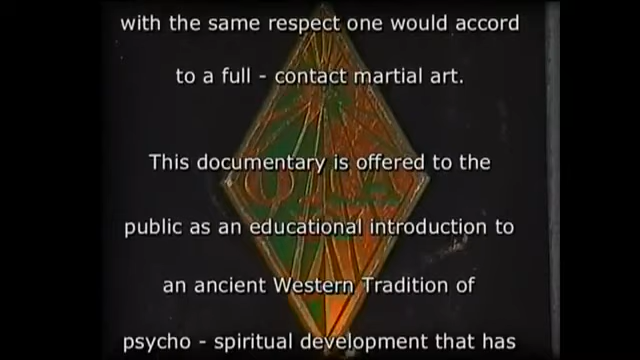 with the same respect one would accord
to a full - contact martial art.
This documentary is offered to the
public as an educational introduction to
an ancient Western Tradition of
psycho - spiritual development that has